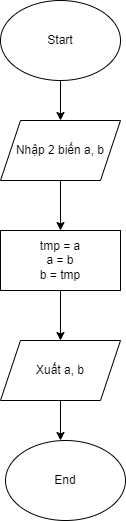 Start
Nhập 2 biến a, b
tmp = a
a = b
b = tmp
Xuất a, b
End